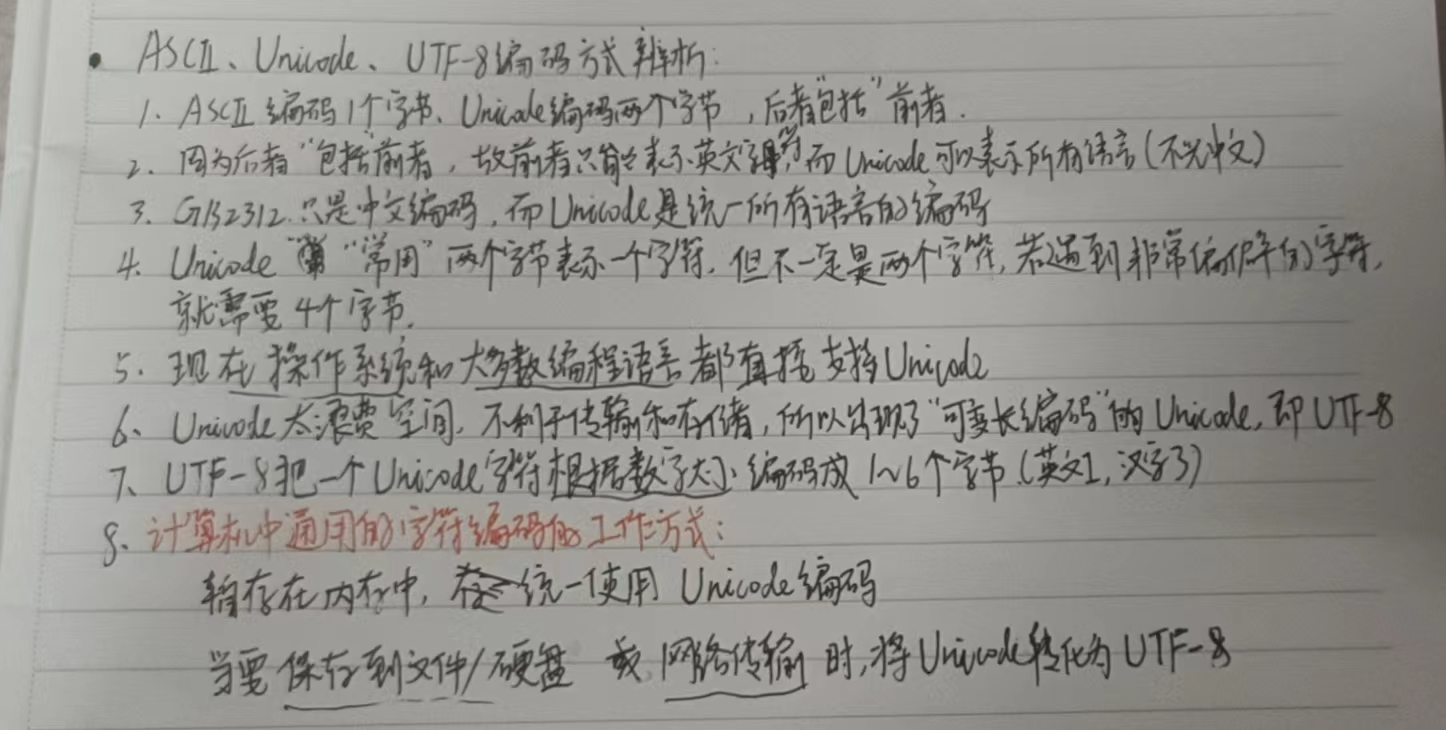 • ASCII、Unicode、UTF-8编码方式辨析:
1. ASCII 编码1个字节、Unicode编码两个字节,后者"包括"前者.
2. 因为后者"包括"前者,故前者只能表示英文字符,而Unicode可以表示所有语言(不光中文)
3. GB2312.只是中文编码,而Unicode是统一所有语言的编码
4. Unicode "常用"两个字节表示一个字符.但不一定是两个字符,若遇到非常偏僻的字符,
就需要4个字节.
5. 现在操作系统和大多数编程语言都直接支持Unicode
6、Unicode太浪费空间,不利于传输和存储,所以出现了"可变长编码"的Unicode,即UTF-8
7、UTF-8把一个Unicode字符根据数字大小编码成1~6个字节.(英文1,汉字3)
8、计算机中通用的字符编码的工作方式:
暂存在内存中,统一使用 Unicode编码
当要保存到文件/硬盘 或 网络传输 时,将Unicode转化为UTF-8